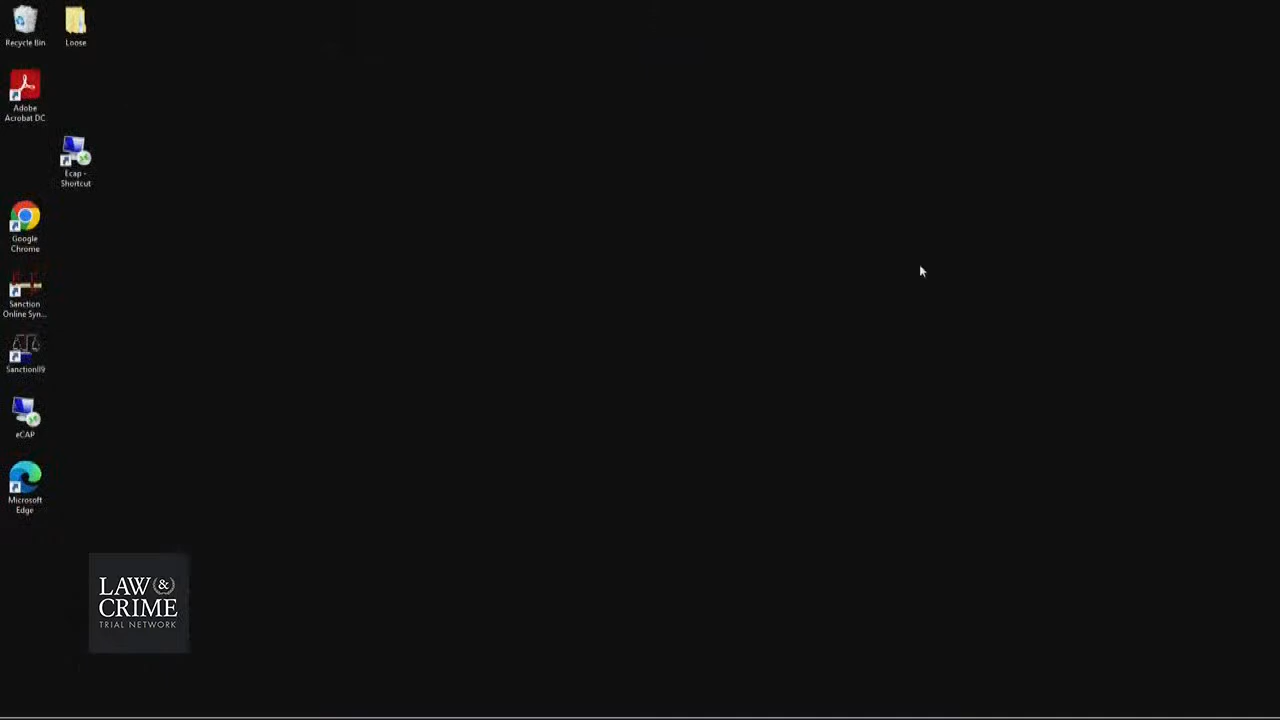 Recycle Bin
Loose
Adobe
Acrobat DC
Ecap -
Shortcut
Google
Chrome
Sanction
Online Syn...
SanctionII9
eCAP
Microsoft
Edge
LAW &
CRIME
TRIAL NETWORK